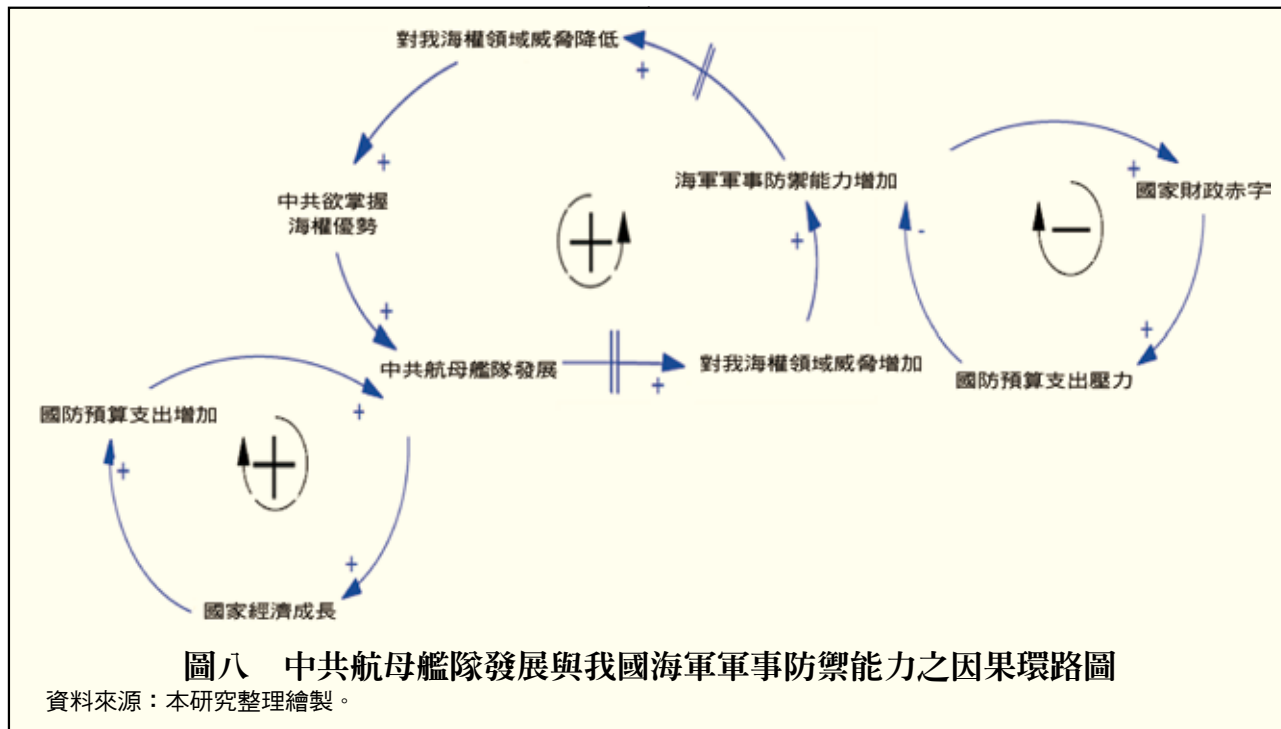 對我海權領域威脅降低
+
+
海軍軍事防禦能力增加
+
國家財政赤字
中共欲掌握
海權優勢
+
-
+
−
+
+
中共航母艦隊發展
+
對我海權領域威脅增加
國防預算支出壓力
國防預算支出增加
+
+
+
+
國家經濟成長
圖八 中共航母艦隊發展與我國海軍軍事防禦能力之因果環路圖
資料來源：本研究整理繪製。